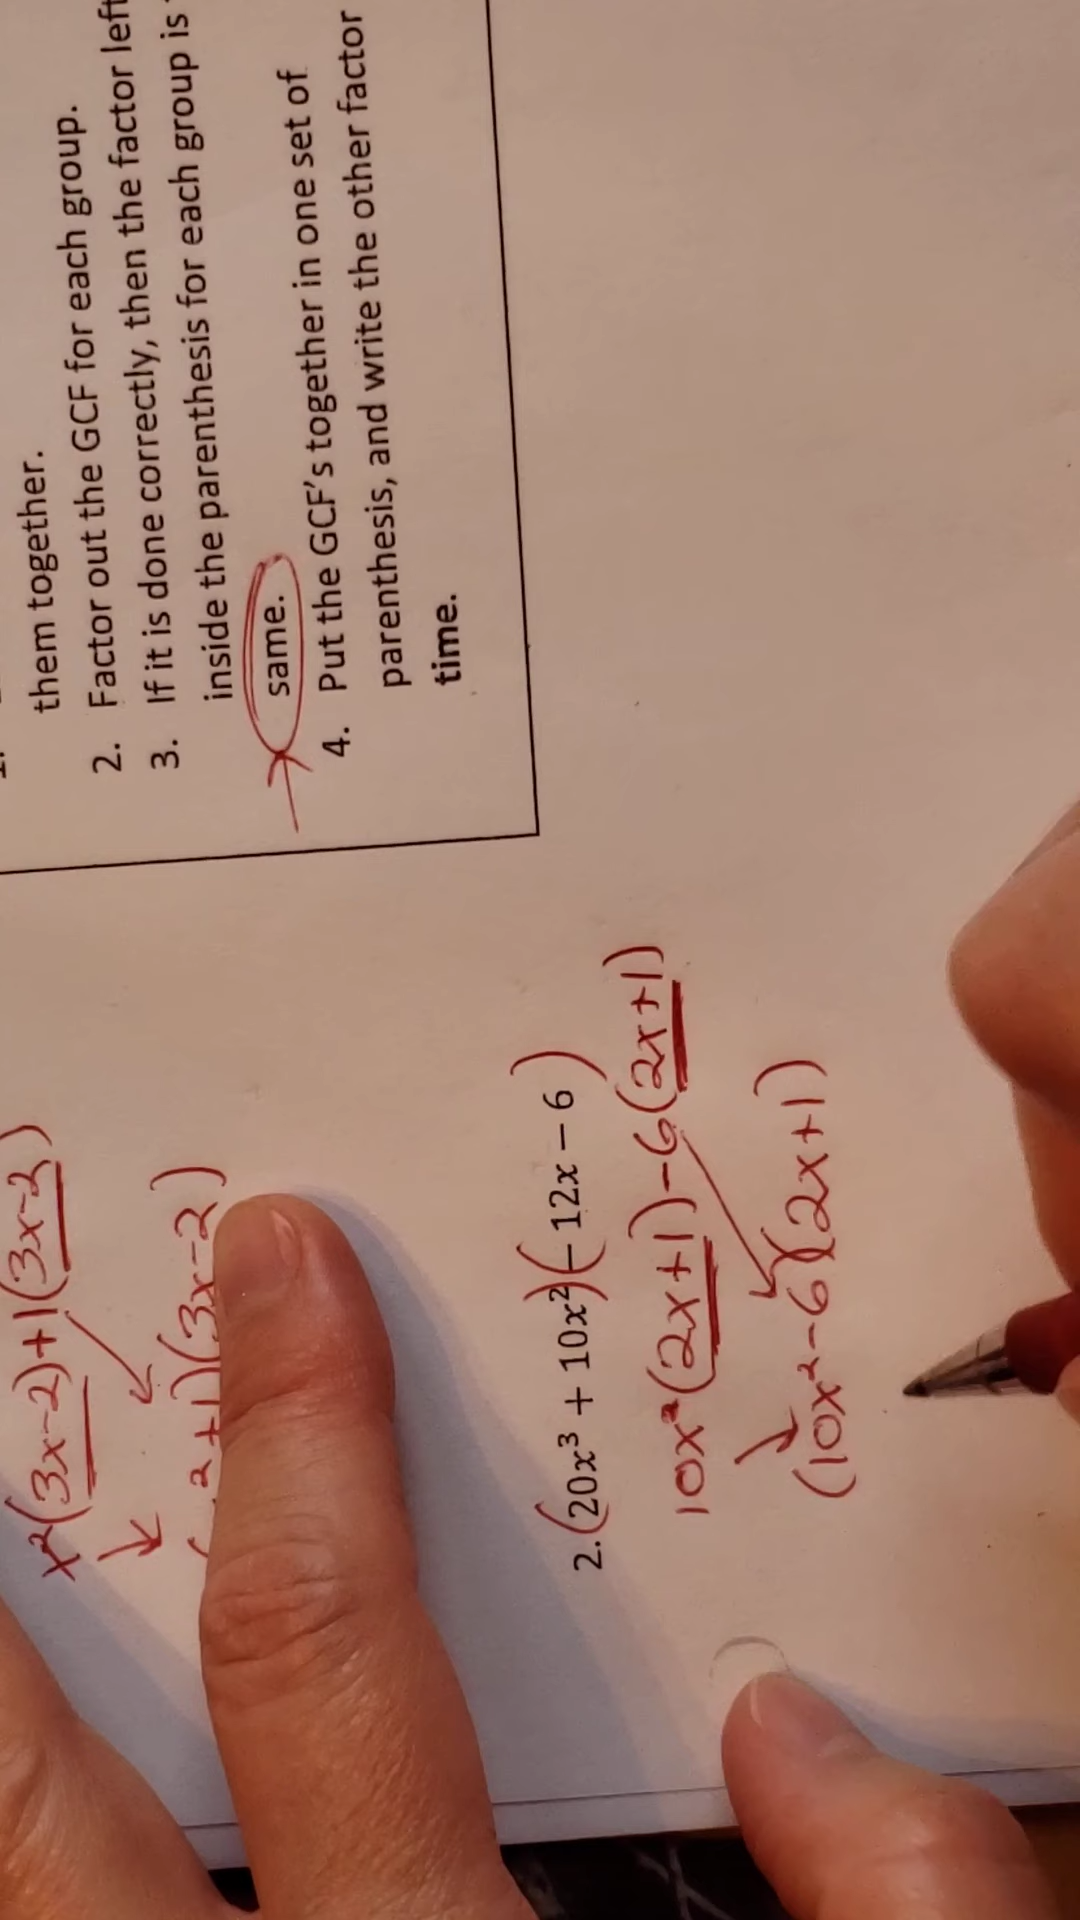 them together.
2. Factor out the GCF for each group.
3. If it is done correctly, then the factor left
inside the parenthesis for each group is
same.
4. Put the GCF's together in one set of
parenthesis, and write the other factor
time.
x²(3x-2)+1(3x-2)
²+1)(3x-2)
2. (20x³ + 10x²)(– 12x – 6)
10x²(2x+1)-6(2x+1)
(10x²-6)(2x+1)